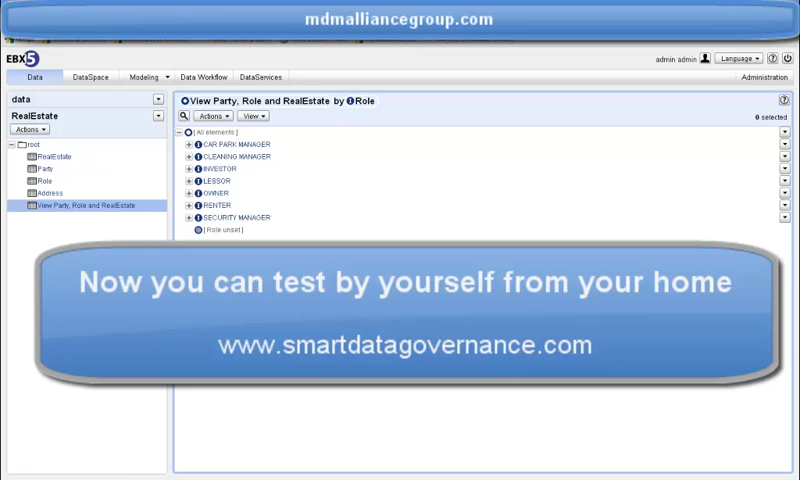 mdmalliancegroup.com
EBX5
admin admin
Language
Data
DataSpace
Modeling
Data Workflow
DataServices
Administration
data
RealEstate
Actions
root
RealEstate
Party
Role
Address
View Party, Role and RealEstate
View Party, Role and RealEstate by Role
Actions
View
0 selected
[All elements]
CAR PARK MANAGER
CLEANING MANAGER
INVESTOR
LESSOR
OWNER
RENTER
SECURITY MANAGER
[Role unset]
Now you can test by yourself from your home
www.smartdatagovernance.com